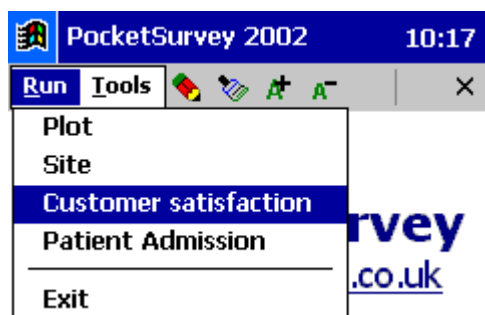 PocketSurvey 2002 10:17
Run Tools A+ A-
Plot
Site
Customer satisfaction
Patient Admission
rvey
.co.uk
Exit